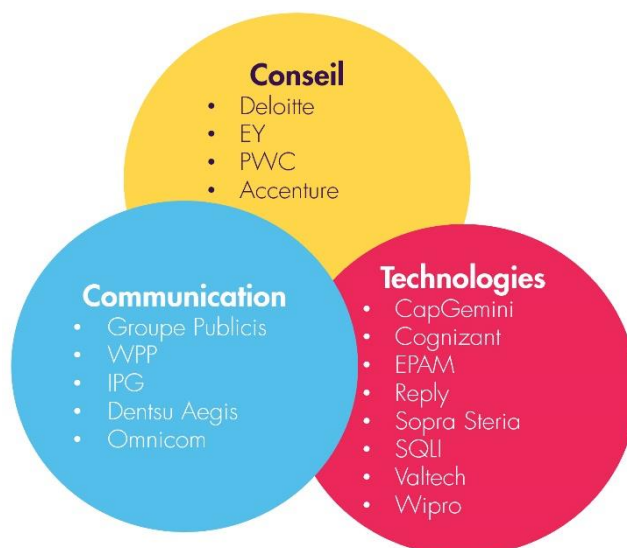 Conseil
• Deloitte
• EY
• PWC
• Accenture
Communication
• Groupe Publicis
• WPP
• IPG
• Dentsu Aegis
• Omnicom
Technologies
• CapGemini
• Cognizant
• EPAM
• Reply
• Sopra Steria
• SQLI
• Valtech
• Wipro